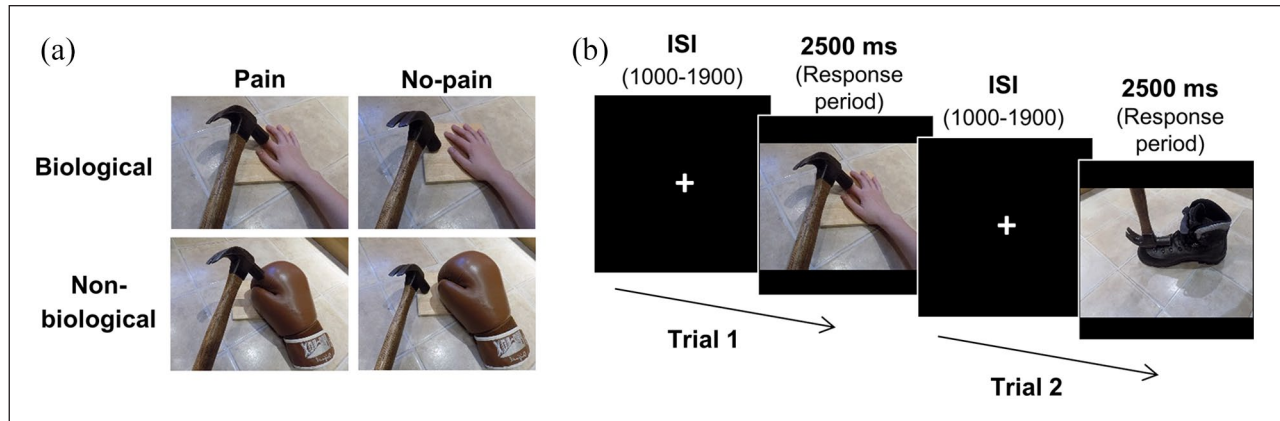 (a)
Pain
No-pain
Biological
Non-
biological
(b)
ISI
(1000-1900)
2500 ms
(Response
period)
ISI
(1000-1900)
2500 ms
(Response
period)
+
+
Trial 1
Trial 2